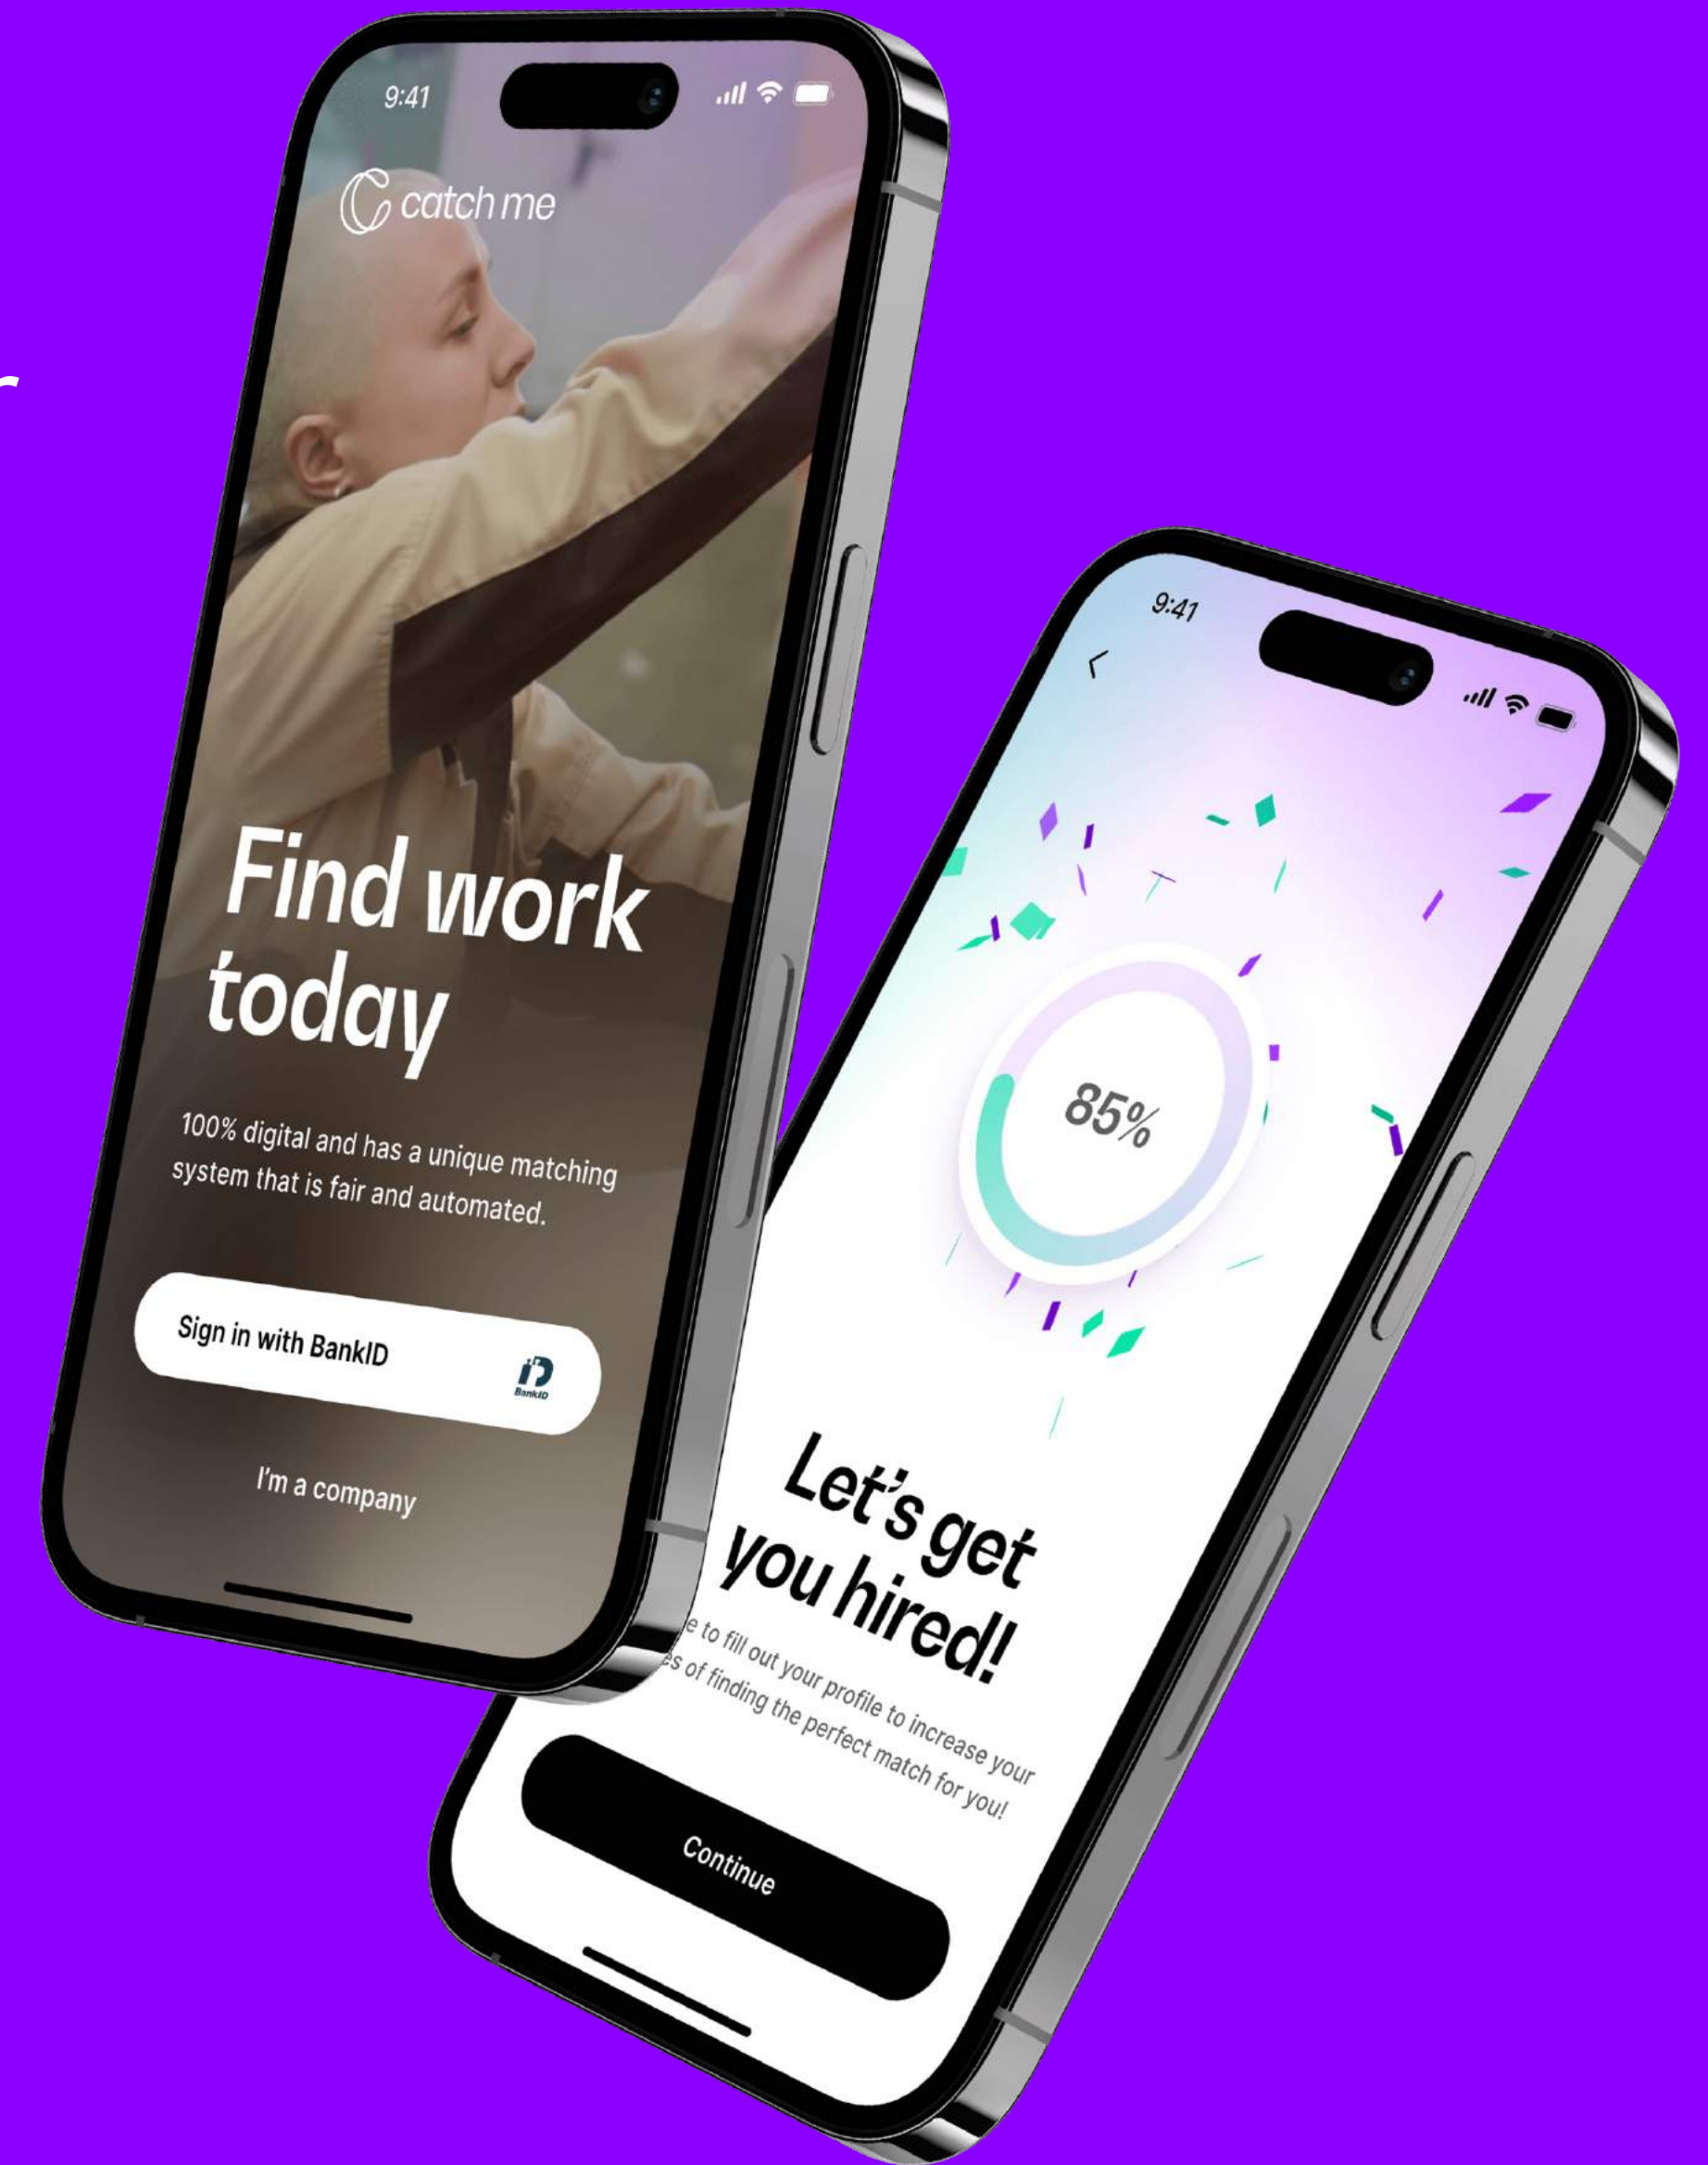 9:41
catch me
Find work
today
100% digital and has a unique matching
system that is fair and automated.
Sign in with BankID
BankID
I'm a company
9:41
85%
Let's get
you hired!
to fill out your profile to increase your
of finding the perfect match for you!
Continue